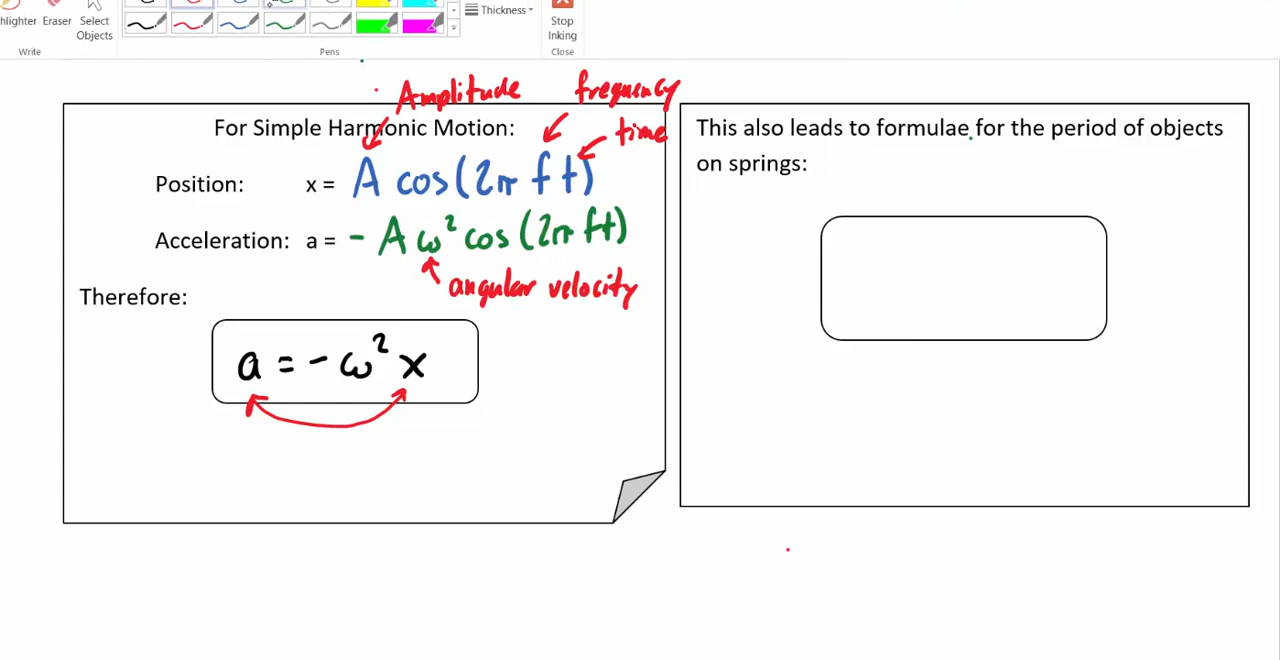 hlighter Eraser Select Objects
Write
Pens
Thickness
Stop Inking
Close
Amplitude
frequency
time
For Simple Harmonic Motion:
Position: x = A cos(2π ft)
Acceleration: a = - A ω² cos(2π ft)
angular velocity
Therefore:
a = - ω² x
This also leads to formulae for the period of objects
on springs: